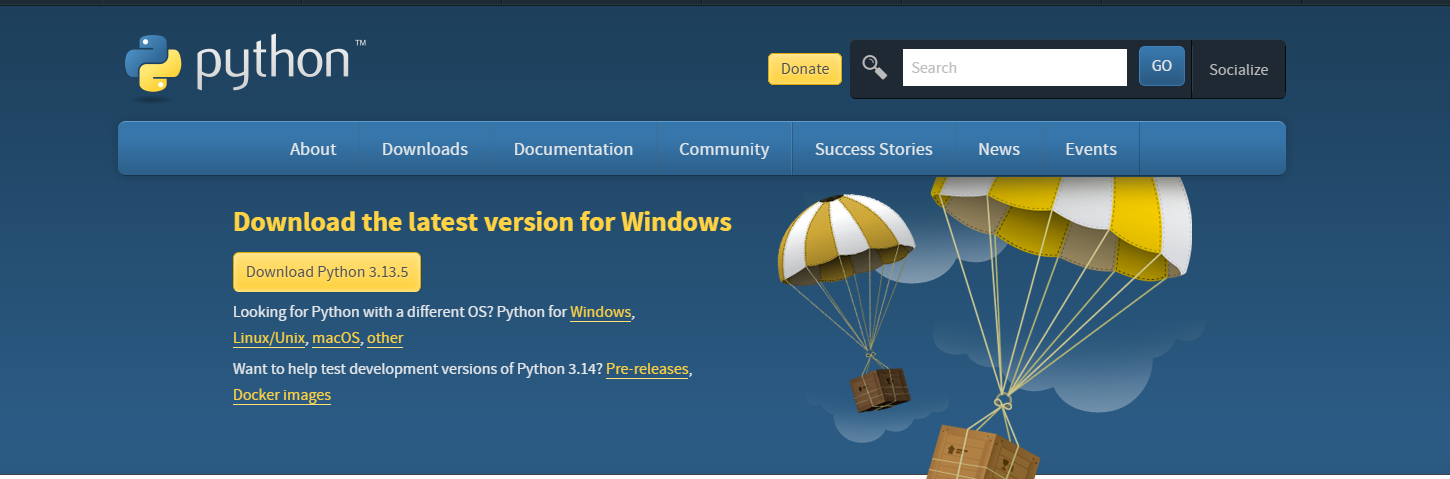 python™
Donate
Search
GO
Socialize
About
Downloads
Documentation
Community
Success Stories
News
Events
Download the latest version for Windows
Download Python 3.13.5
Looking for Python with a different OS? Python for Windows,
Linux/Unix, macOS, other
Want to help test development versions of Python 3.14? Pre-releases,
Docker images